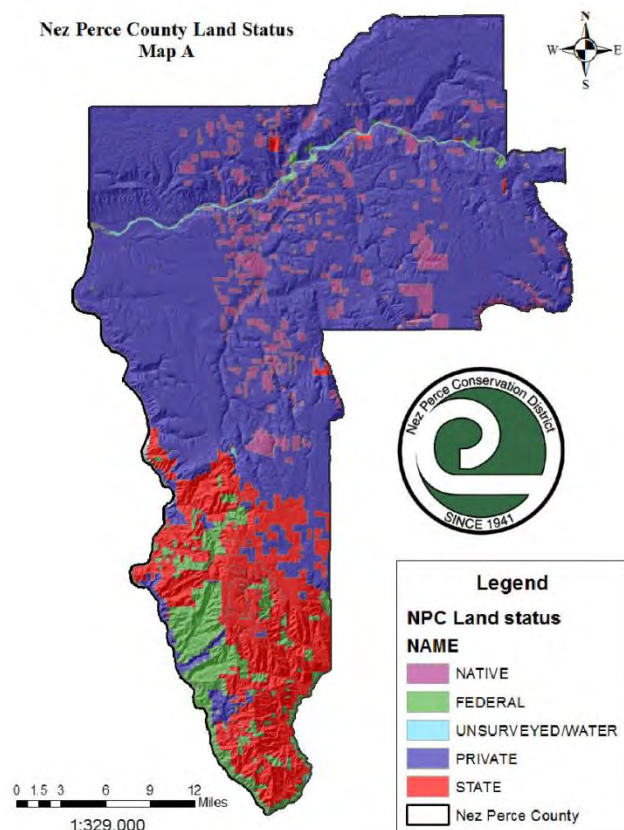 Nez Perce County Land Status
Map A
N
W E
S
Nez Perce Conservation District
SINCE 1941
Legend
NPC Land status
NAME
NATIVE
FEDERAL
UNSURVEYED/WATER
PRIVATE
STATE
Nez Perce County
0 1.5 3 6 9 12
Miles
1:329,000